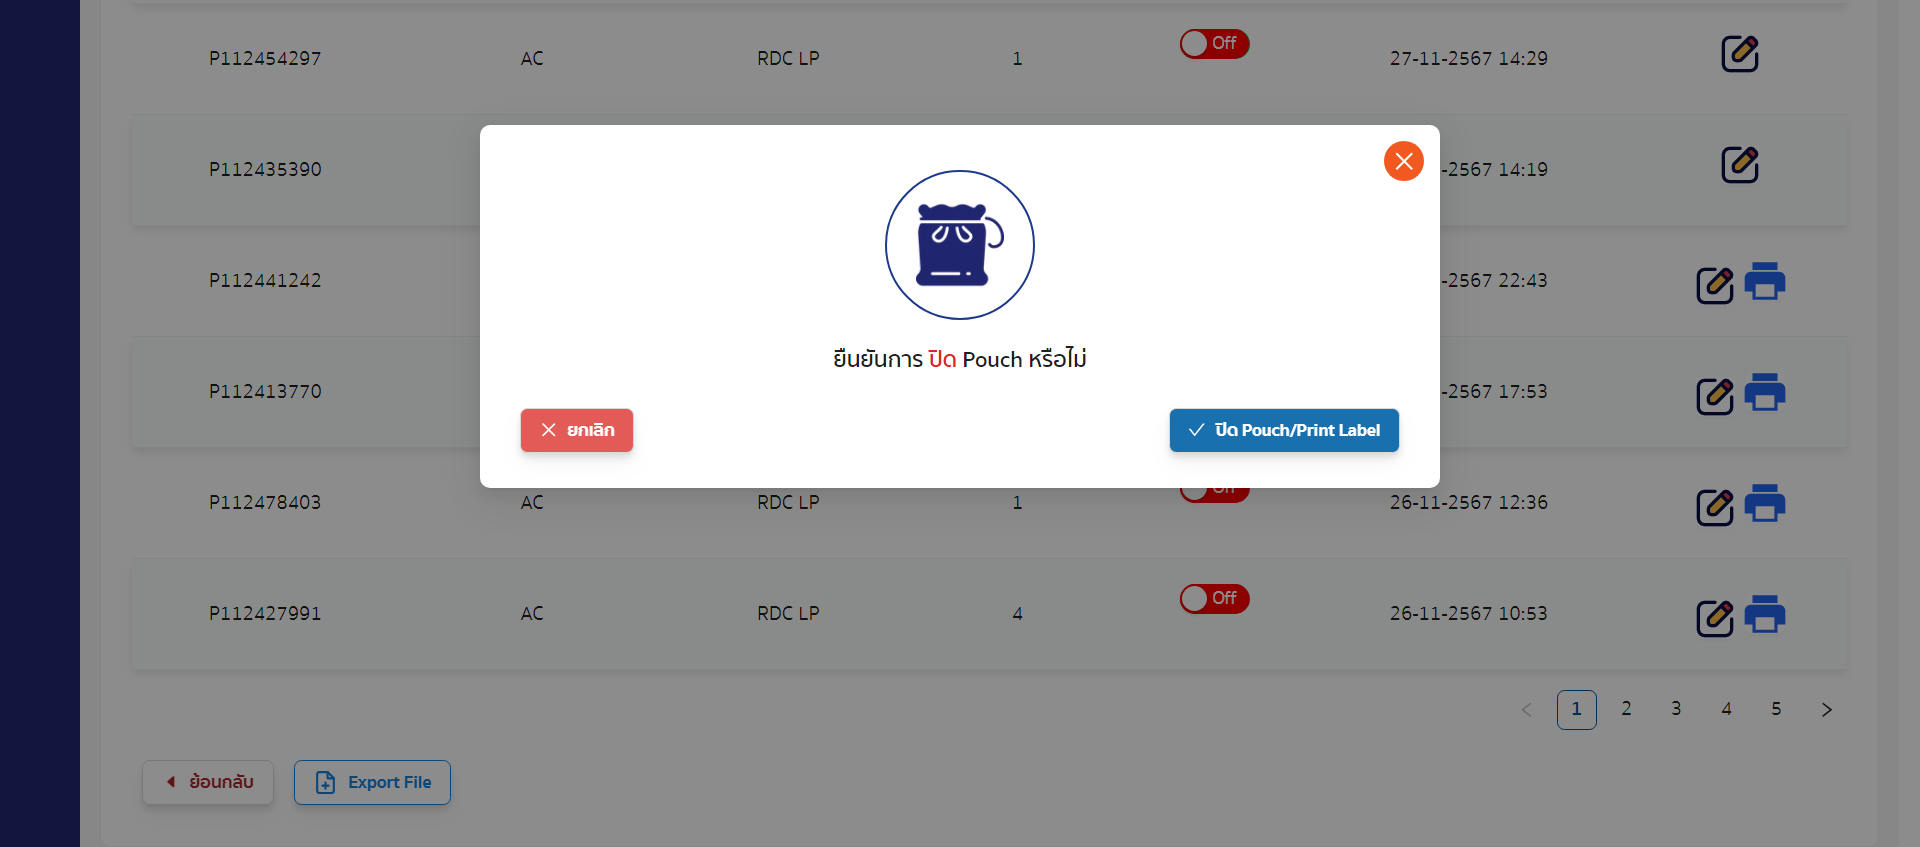 P112454297 AC RDC LP 1 Off 27-11-2567 14:29
P112435390 -2567 14:19
P112441242 -2567 22:43
ยืนยันการ ปิด Pouch หรือไม่
P112413770 -2567 17:53
ยกเลิก ปิด Pouch/Print Label
P112478403 AC RDC LP 1 26-11-2567 12:36
P112427991 AC RDC LP 4 Off 26-11-2567 10:53
1 2 3 4 5
ย้อนกลับ Export File